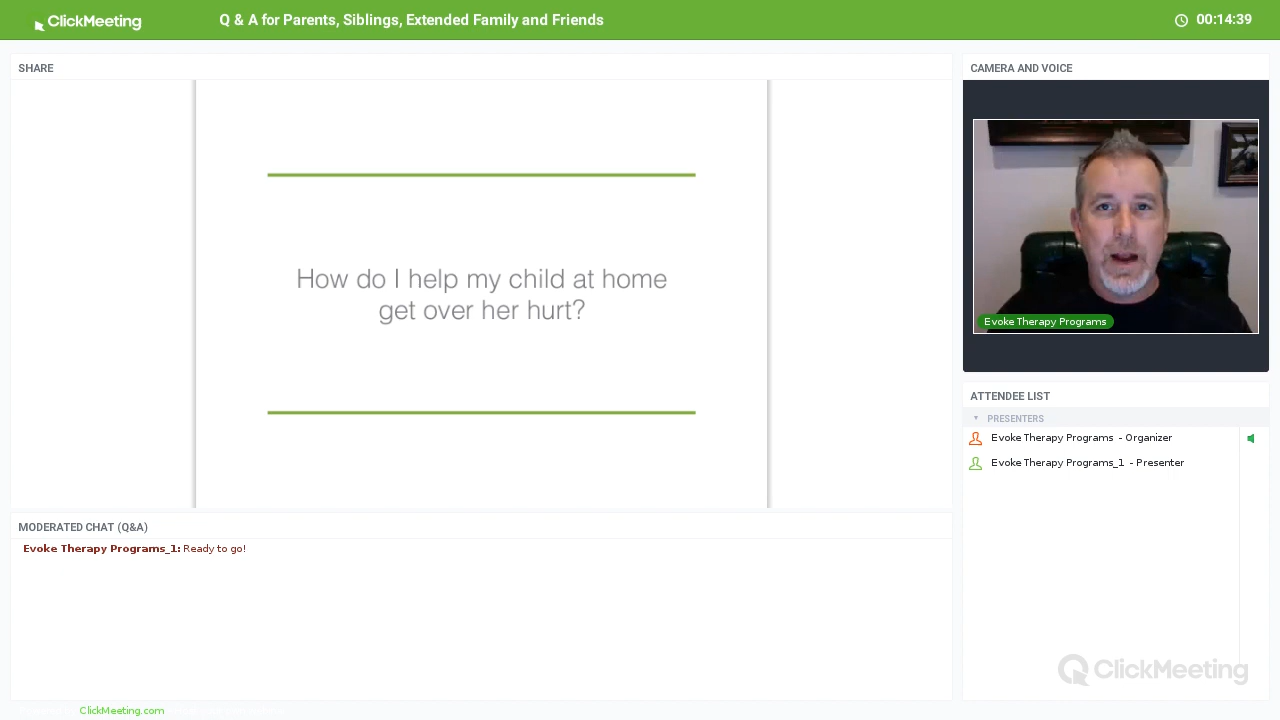 ClickMeeting
Q & A for Parents, Siblings, Extended Family and Friends
00:14:39
SHARE
How do I help my child at home
get over her hurt?
CAMERA AND VOICE
Evoke Therapy Programs
ATTENDEE LIST
PRESENTERS
Evoke Therapy Programs - Organizer
Evoke Therapy Programs_1 - Presenter
MODERATED CHAT (Q&A)
Evoke Therapy Programs_1: Ready to go!
ClickMeeting
ClickMeeting.com